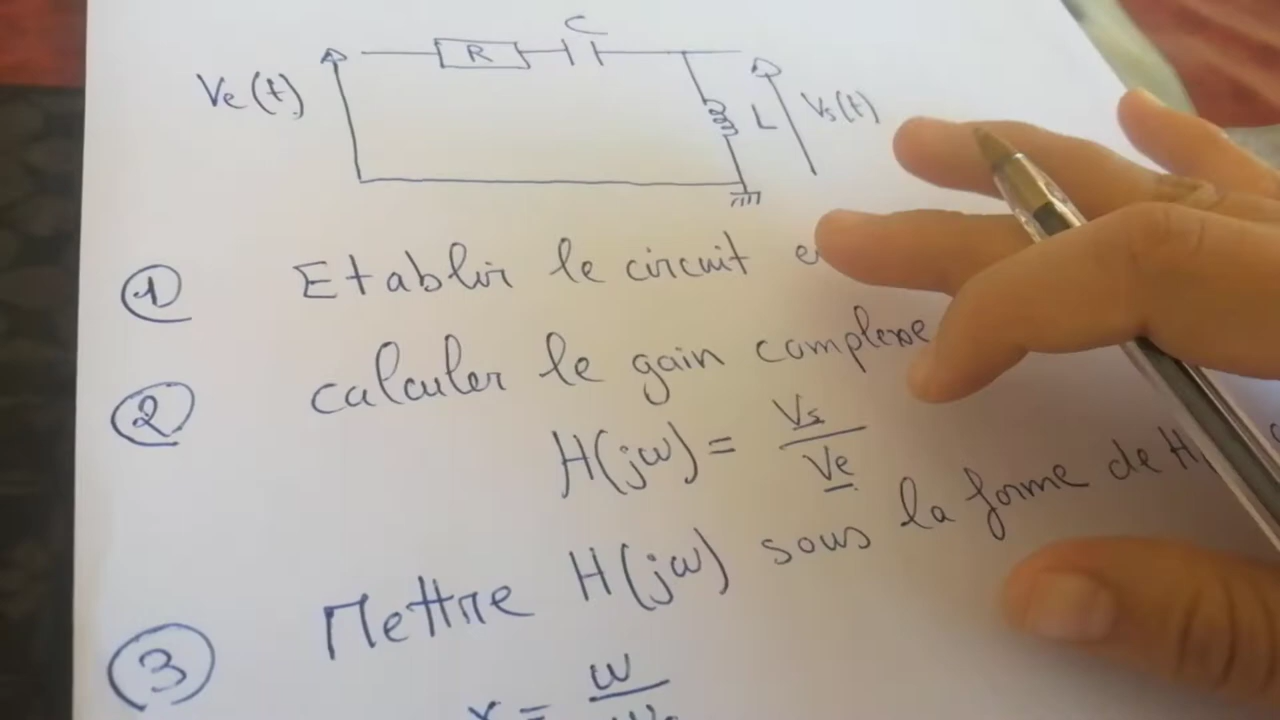 C
R
Ve(t)
L
Vs(t)
① Etablir le circuit
② calculer le gain complexe
H(jω) = Vs / Ve
③ Mettre H(jω) sous la forme de H
x = ω / ω₀